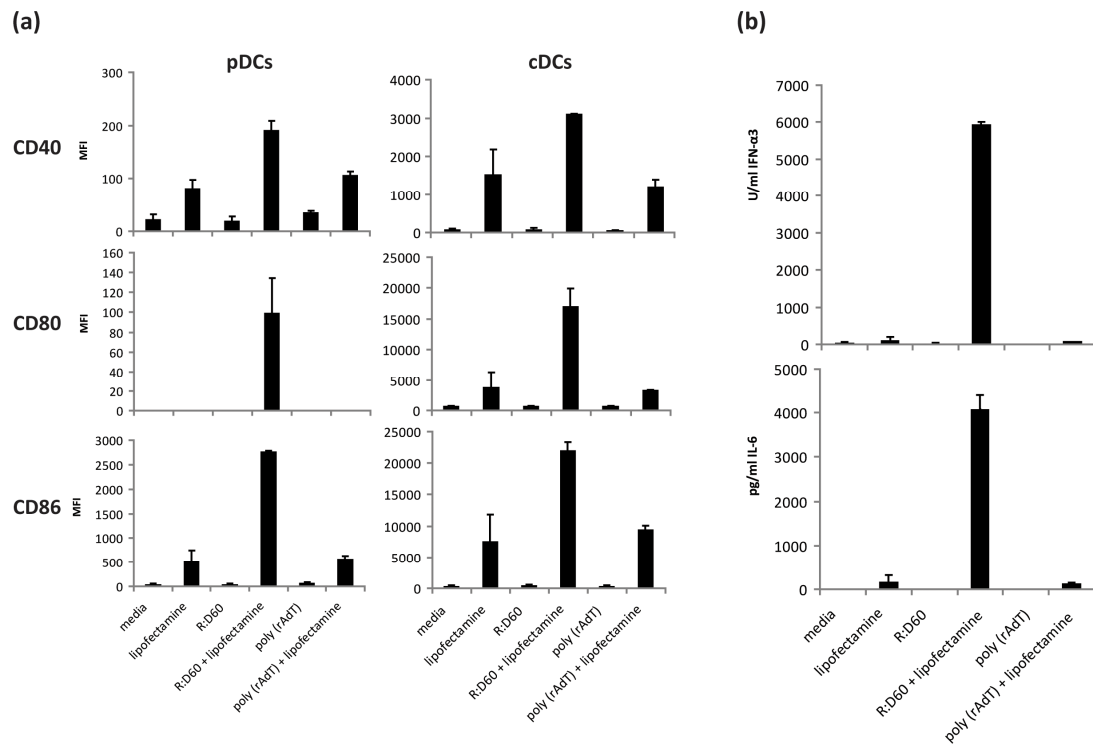 (a)
(b)
pDCs
cDCs
CD40
MFI
300
200
100
0
4000
3000
2000
1000
0
CD80
MFI
160
140
120
100
80
60
40
20
0
25000
20000
15000
10000
5000
0
CD86
MFI
3000
2500
2000
1500
1000
500
0
25000
20000
15000
10000
5000
0
media
lipofectamine
R:D60
R:D60 + lipofectamine
poly (rAdT)
poly (rAdT) + lipofectamine
media
lipofectamine
R:D60
R:D60 + lipofectamine
poly (rAdT)
poly (rAdT) + lipofectamine
U/ml IFN-α3
7000
6000
5000
4000
3000
2000
1000
0
pg/ml IL-6
5000
4000
3000
2000
1000
0
media
lipofectamine
R:D60
R:D60 + lipofectamine
poly (rAdT)
poly (rAdT) + lipofectamine